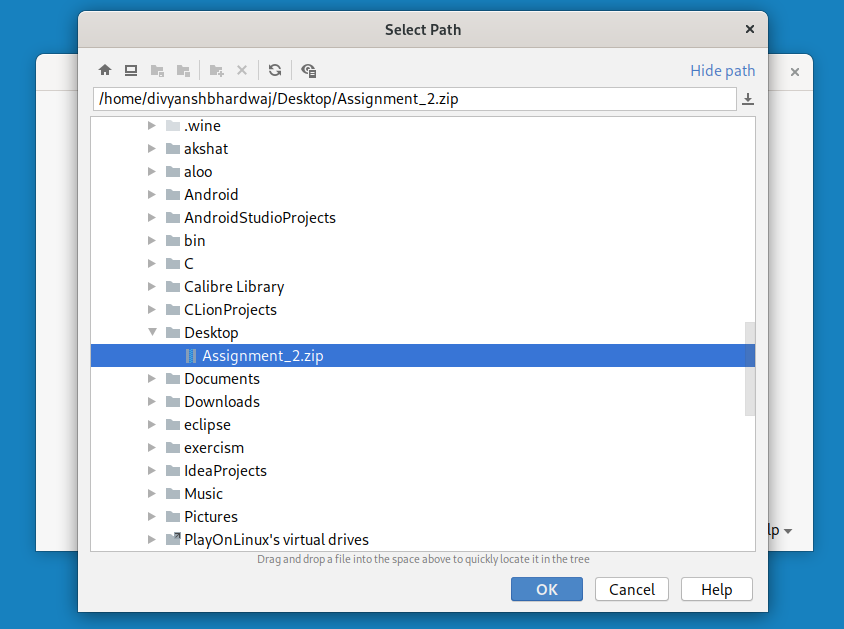 Select Path
Hide path
/home/divyanshbhardwaj/Desktop/Assignment_2.zip
.wine
akshat
aloo
Android
AndroidStudioProjects
bin
C
Calibre Library
CLionProjects
Desktop
Assignment_2.zip
Documents
Downloads
eclipse
exercism
IdeaProjects
Music
Pictures
PlayOnLinux's virtual drives
lp
Drag and drop a file into the space above to quickly locate it in the tree
OK Cancel Help